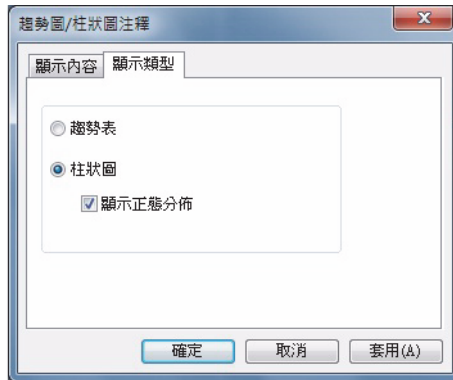 趨勢圖/柱狀圖注釋
顯示內容 顯示類型
趨勢表
柱狀圖
顯示正態分佈
確定 取消 套用(A)